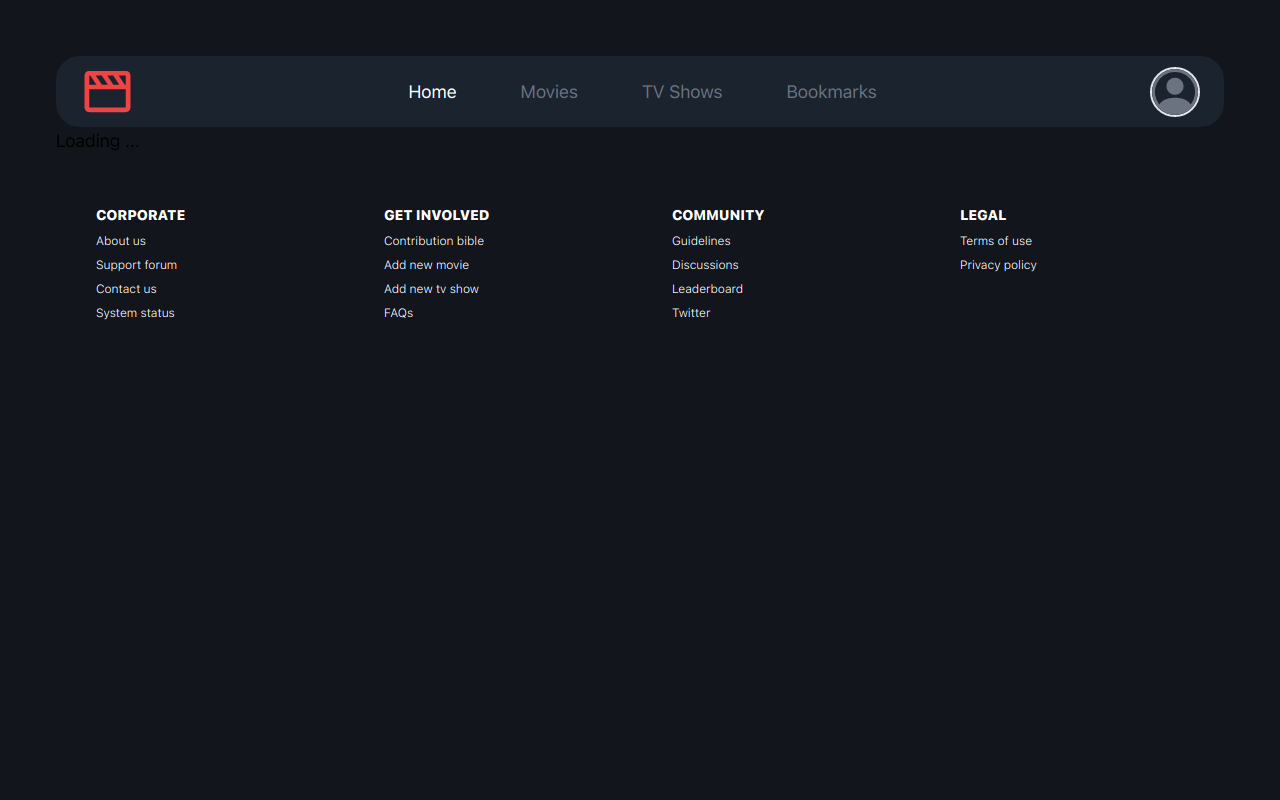 Home Movies TV Shows Bookmarks
Loading ...
CORPORATE
About us
Support forum
Contact us
System status
GET INVOLVED
Contribution bible
Add new movie
Add new tv show
FAQs
COMMUNITY
Guidelines
Discussions
Leaderboard
Twitter
LEGAL
Terms of use
Privacy policy